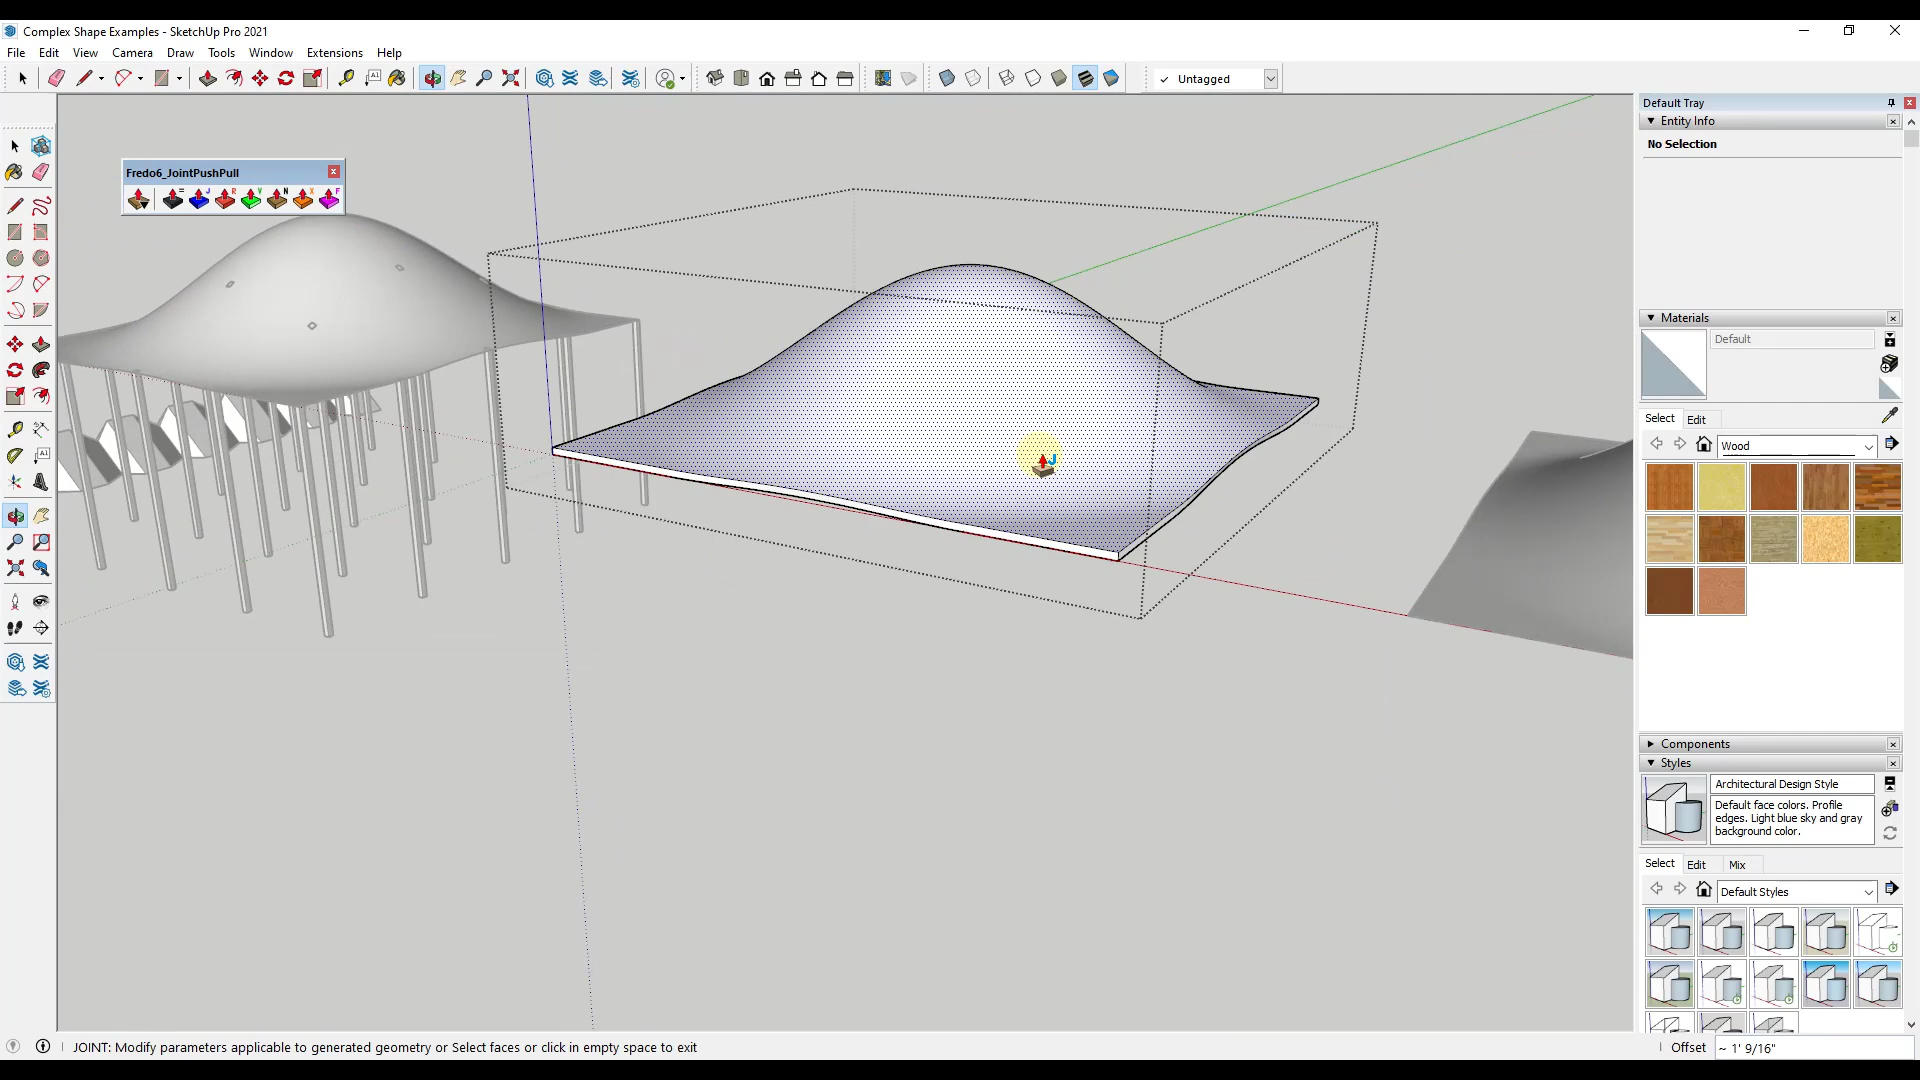 Complex Shape Examples - SketchUp Pro 2021
File Edit View Camera Draw Tools Window Extensions Help
Untagged
Default Tray
Entity Info
No Selection
Fredo6_JointPushPull
Materials
Default
Select Edit
Wood
Components
Styles
Architectural Design Style
Default face colors. Profile
edges. Light blue sky and gray
background color.
Select Edit Mix
Default Styles
JOINT: Modify parameters applicable to generated geometry or Select faces or click in empty space to exit
Offset ~ 1' 9/16"